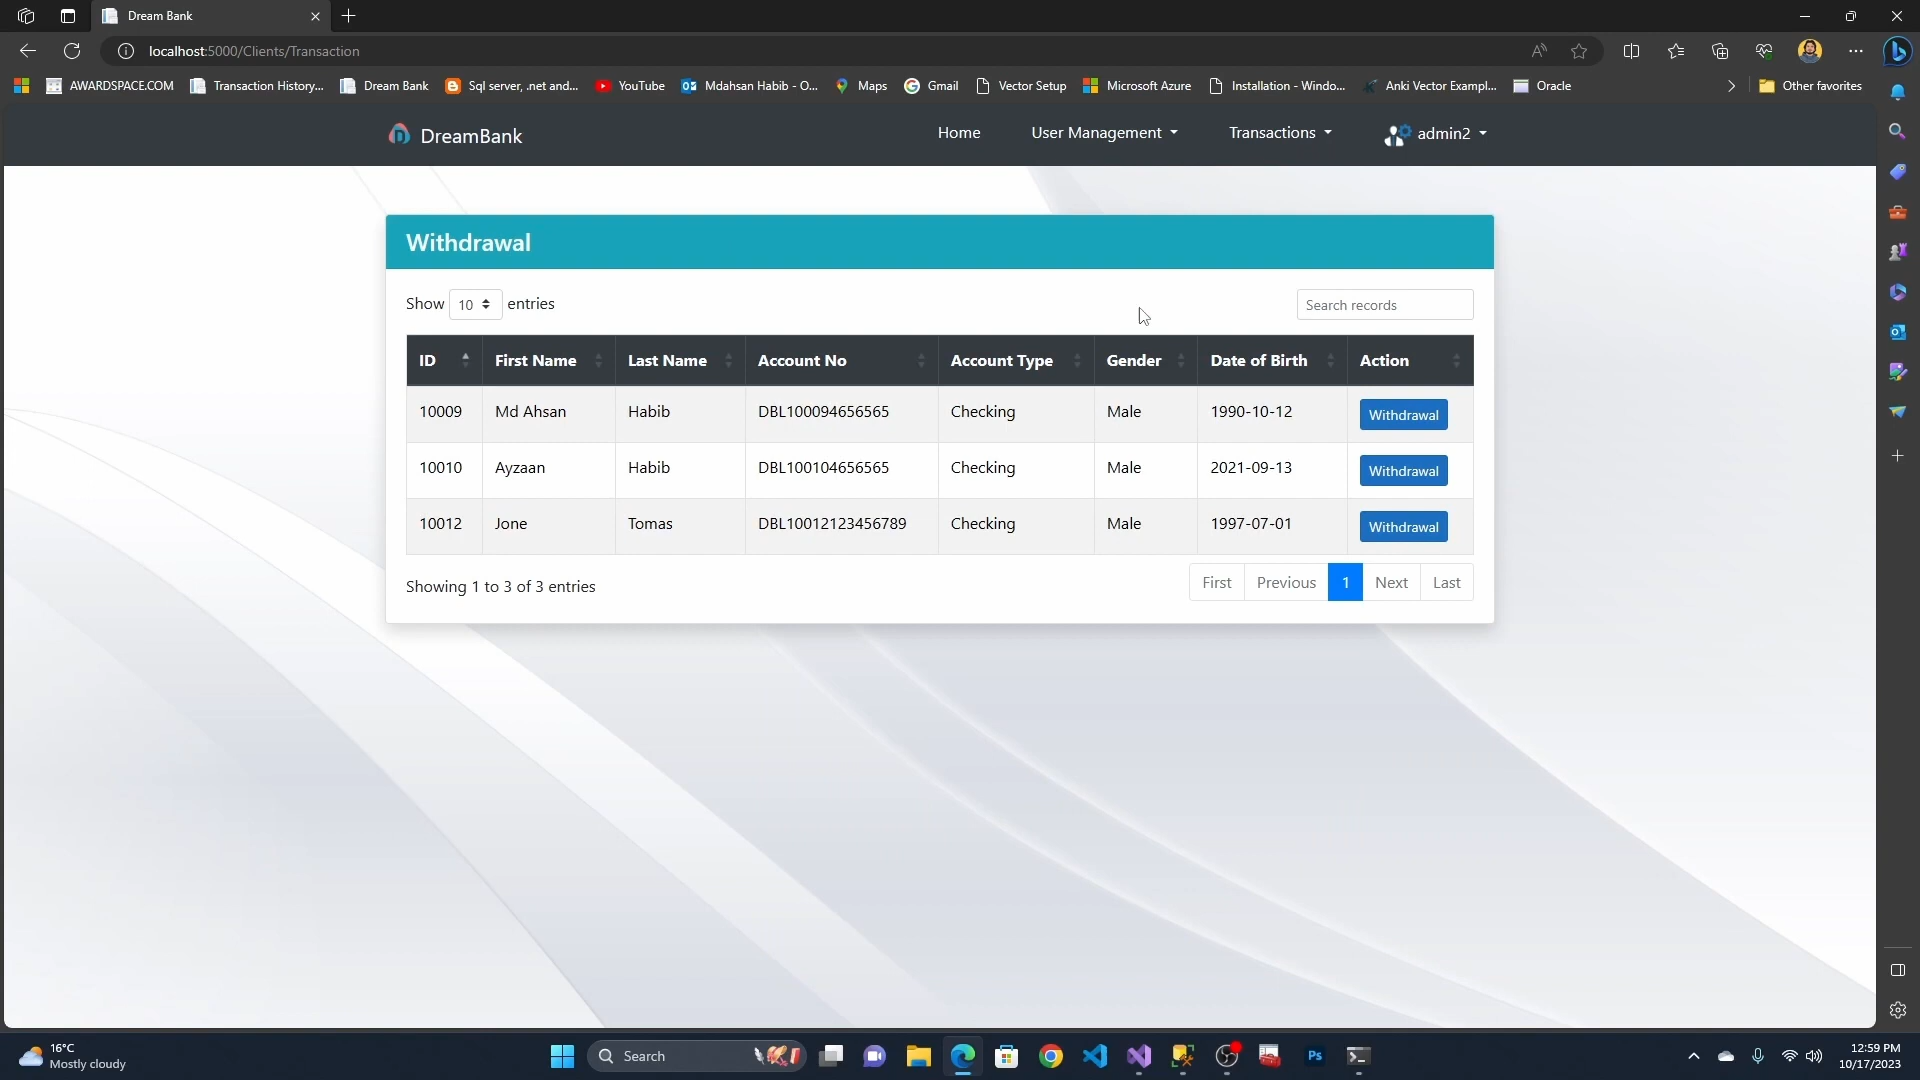 Dream Bank
localhost:5000/Clients/Transaction
AWARDSPACE.COM
Transaction History...
Dream Bank
Sql server, .net and...
YouTube
Mdahsan Habib - O...
Maps
Gmail
Vector Setup
Microsoft Azure
Installation - Windo...
Anki Vector Exampl...
Oracle
Other favorites
DreamBank
Home
User Management
Transactions
admin2
Withdrawal
Show 10 entries
Search records
ID First Name Last Name Account No Account Type Gender Date of Birth Action
10009 Md Ahsan Habib DBL100094656565 Checking Male 1990-10-12 Withdrawal
10010 Ayzaan Habib DBL100104656565 Checking Male 2021-09-13 Withdrawal
10012 Jone Tomas DBL10012123456789 Checking Male 1997-07-01 Withdrawal
Showing 1 to 3 of 3 entries
First Previous 1 Next Last
16°C
Mostly cloudy
Search
Ps
12:59 PM
10/17/2023